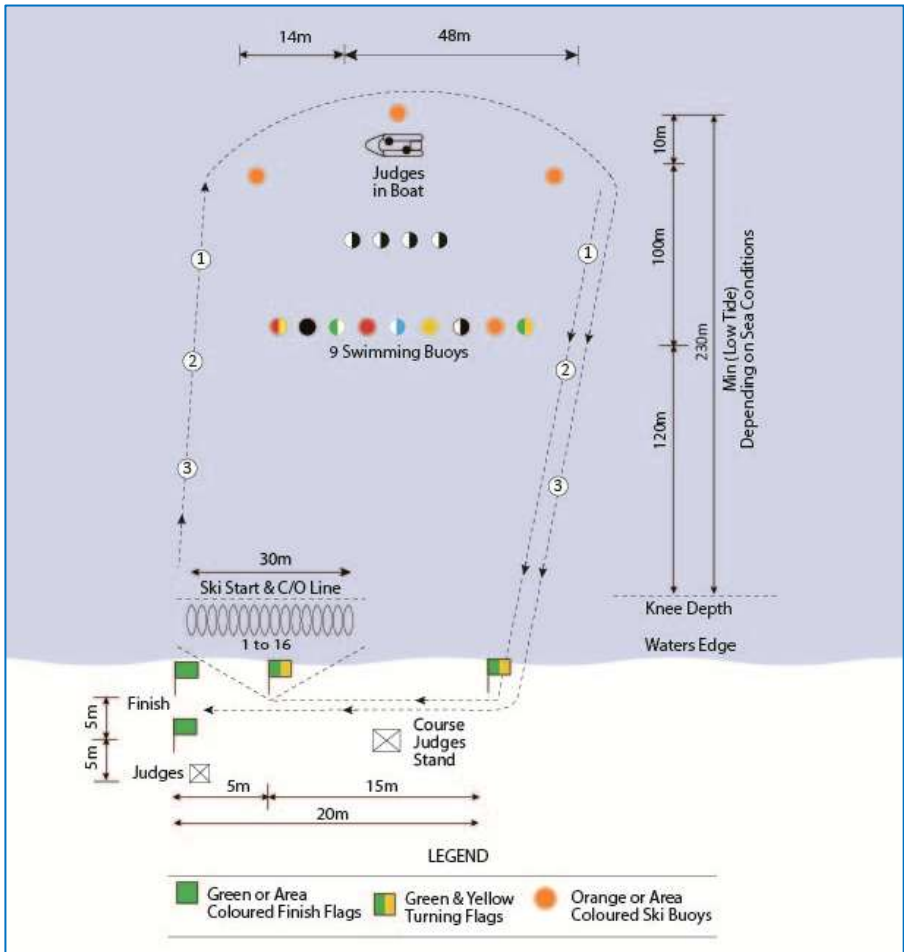 14m
48m
10m
Judges
in Boat
1
1
100m
230m
Min (Low Tide)
Depending on Sea Conditions
9 Swimming Buoys
2
2
120m
3
3
30m
Ski Start & C/O Line
Knee Depth
1 to 16
Waters Edge
Finish
5m
Course
Judges
Stand
5m
Judges
5m
15m
20m
LEGEND
Green or Area
Coloured Finish Flags
Green & Yellow
Turning Flags
Orange or Area
Coloured Ski Buoys